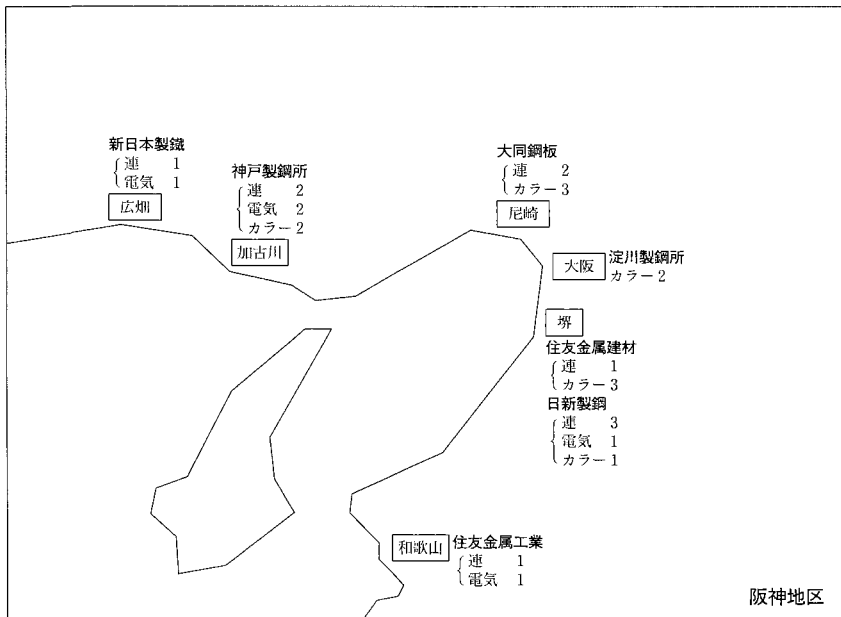 新日本製鐵
連 1
電気 1
広畑
神戸製鋼所
連 2
電気 2
カラー 2
加古川
大同鋼板
連 2
カラー 3
尼崎
大阪
淀川製鋼所
カラー 2
堺
住友金属建材
連 1
カラー 3
日新製鋼
連 3
電気 1
カラー 1
和歌山
住友金属工業
連 1
電気 1
阪神地区